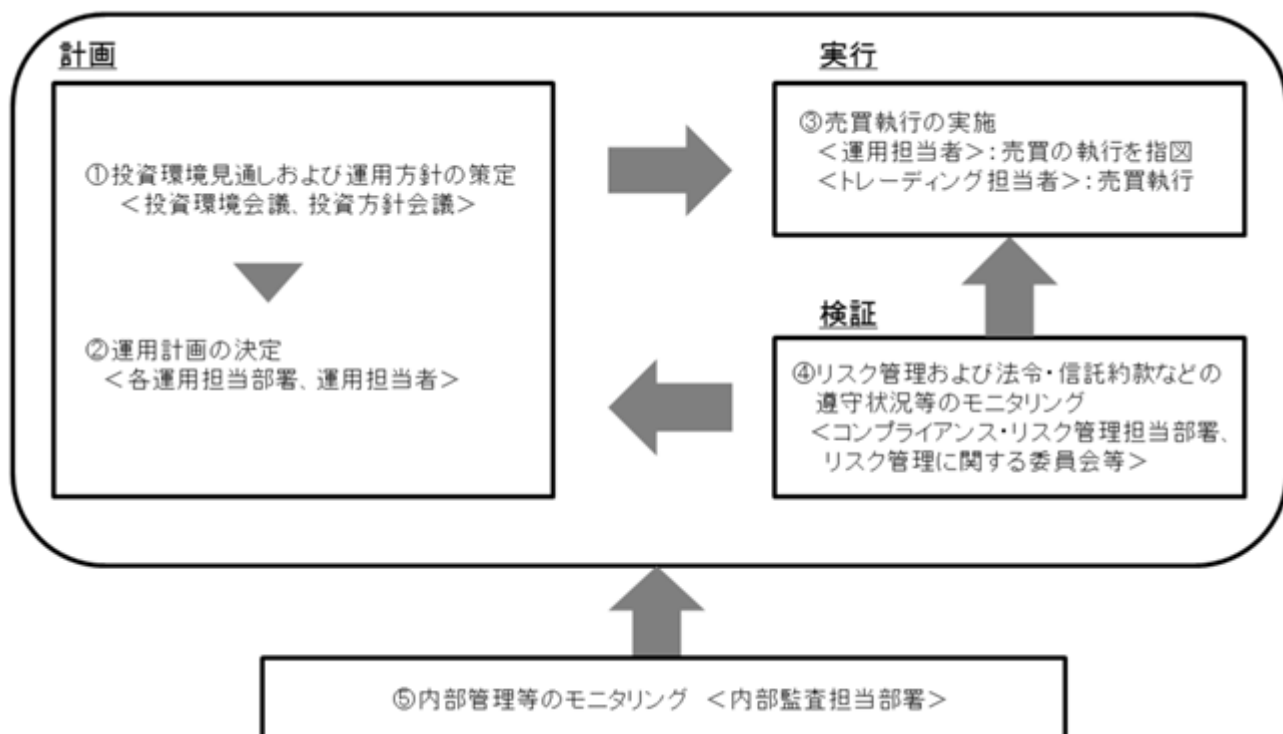 計画
①投資環境見通しおよび運用方針の策定
＜投資環境会議、投資方針会議＞
②運用計画の決定
＜各運用担当部署、運用担当者＞
実行
③売買執行の実施
＜運用担当者＞：売買の執行を指図
＜トレーディング担当者＞：売買執行
検証
④リスク管理および法令・信託約款などの
遵守状況等のモニタリング
＜コンプライアンス・リスク管理担当部署、
リスク管理に関する委員会等＞
⑤内部管理等のモニタリング ＜内部監査担当部署＞